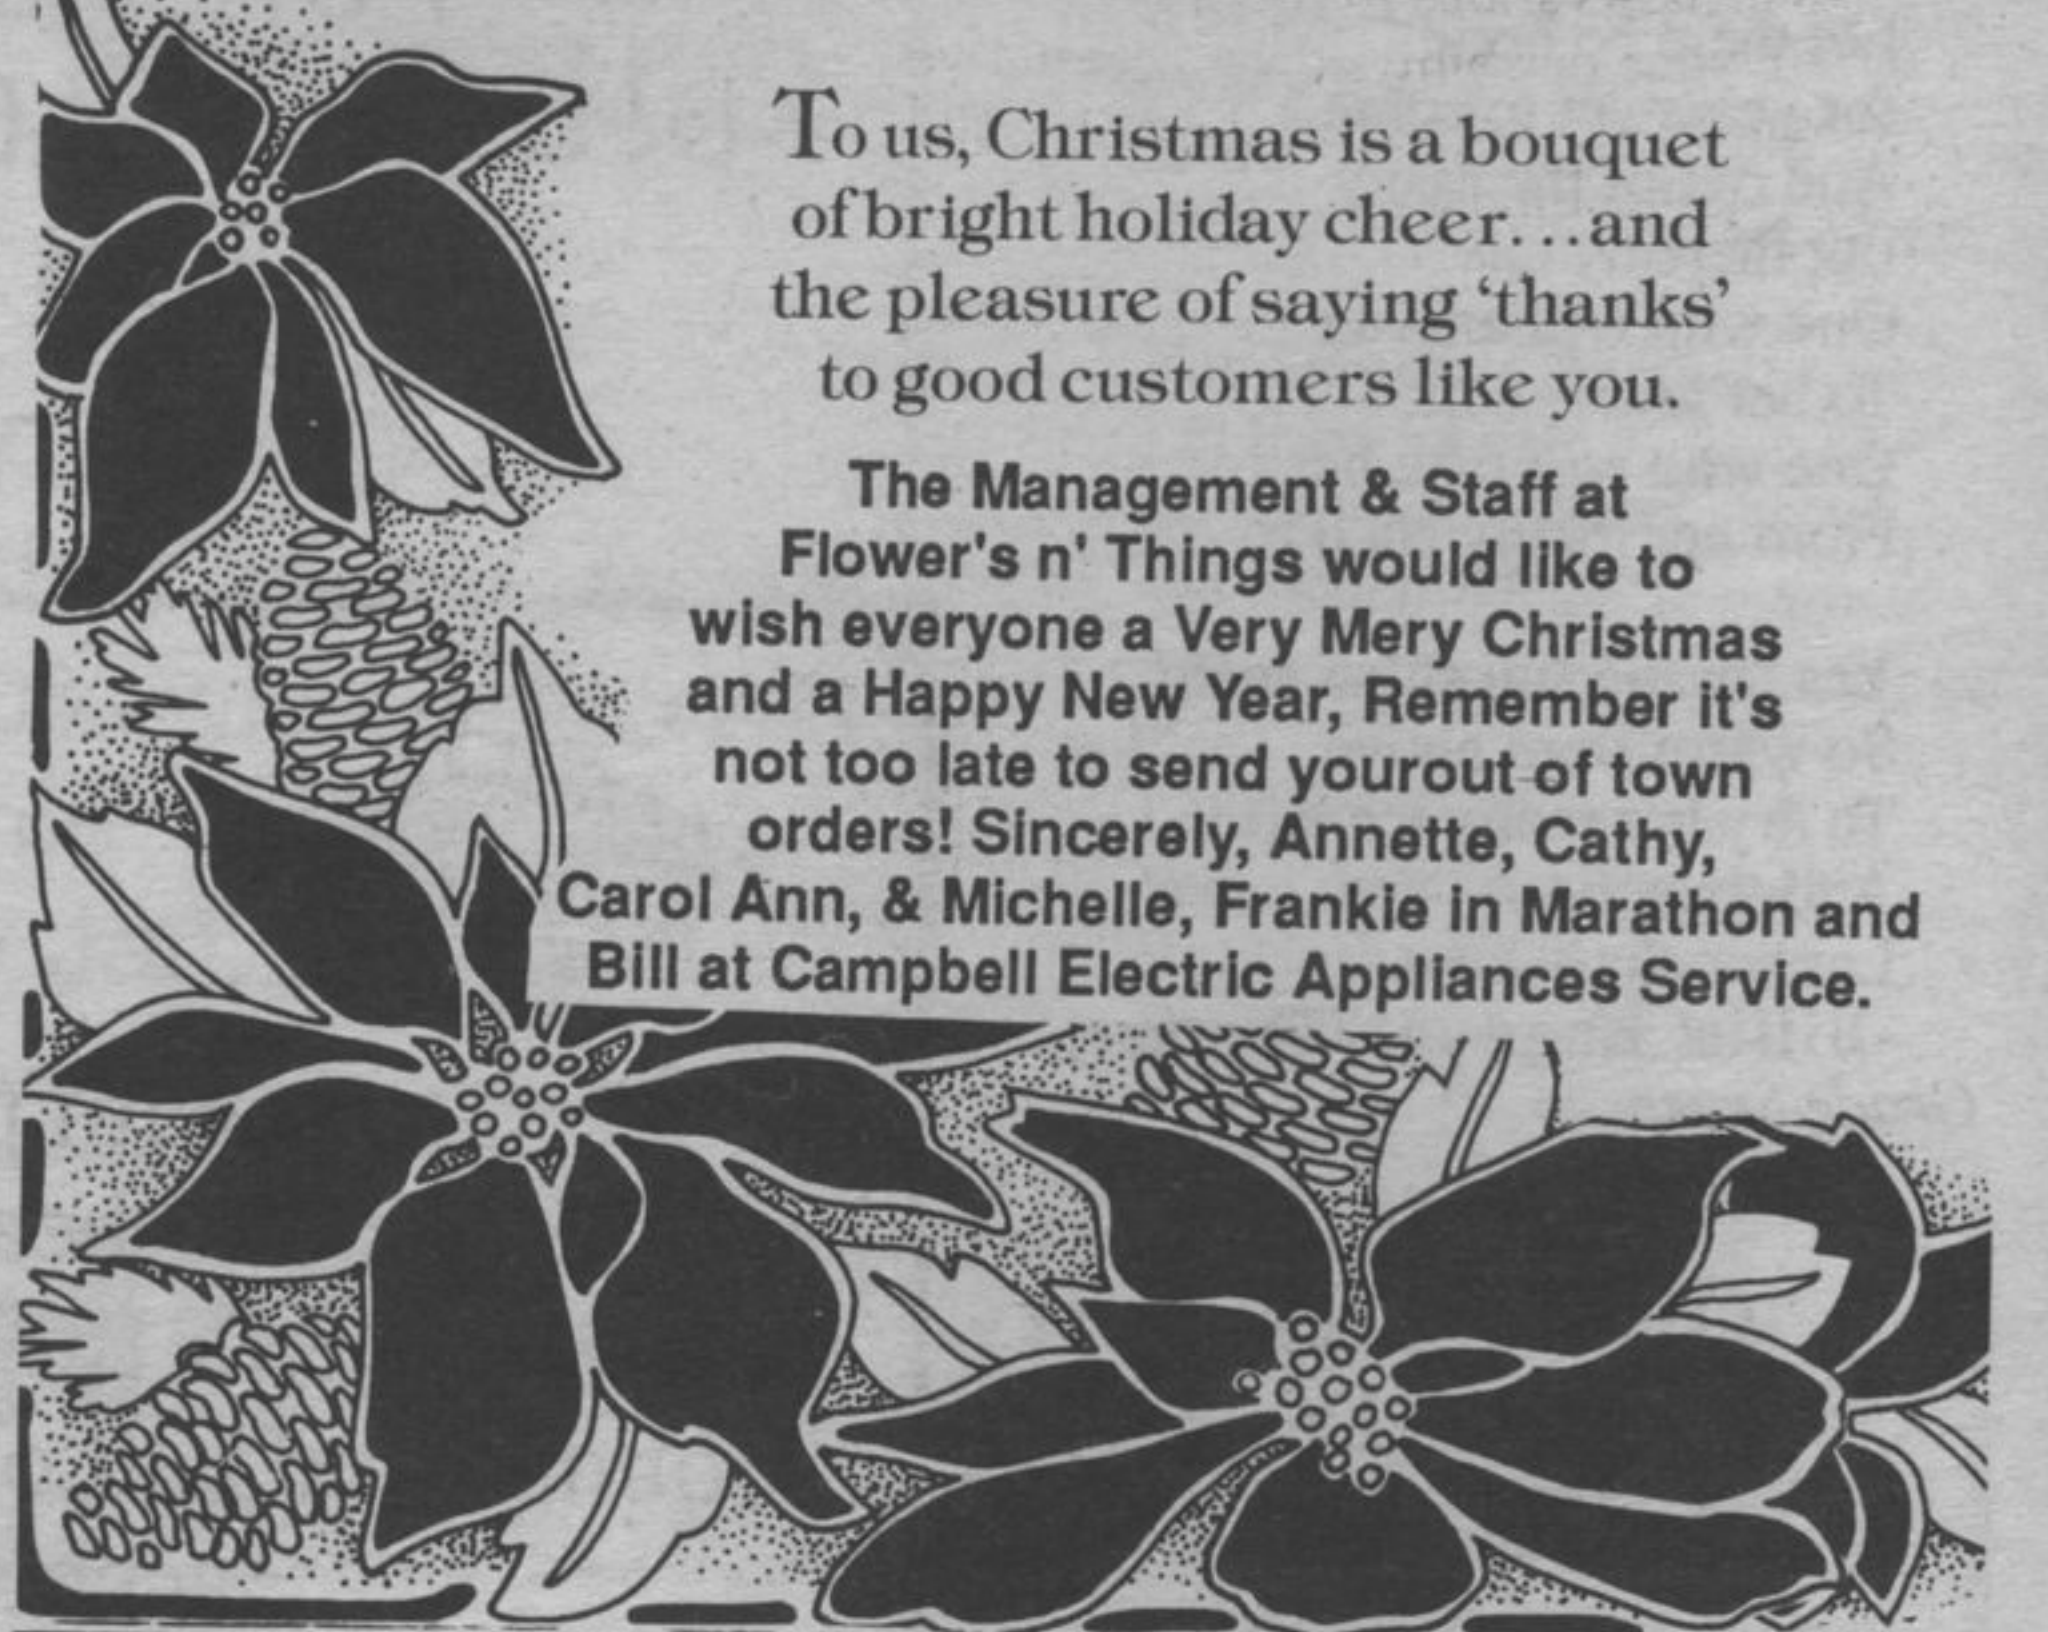 To us, Christmas is a bouquet
of bright holiday cheer...and
the pleasure of saying ‘thanks’
to good customers like you.
The Management & Staff at
Flower's n' Things would like to
wish everyone a Very Mery Christmas
and a Happy New Year, Remember it's
not too late to send yourout of town
orders! Sincerely, Annette, Cathy,
Carol Ann, & Michelle, Frankie in Marathon and
Bill at Campbell Electric Appliances Service.